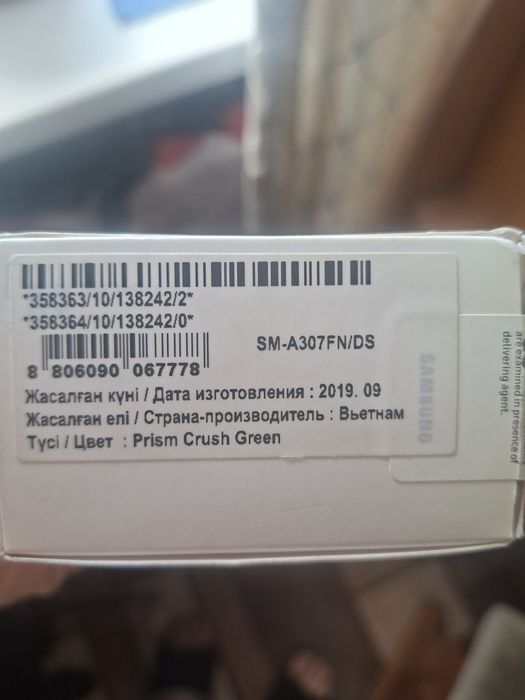 *358363/10/138242/2*
*358364/10/138242/0*
SM-A307FN/DS
8 806090 067778
Жасалған күні / Дата изготовления : 2019. 09
Жасалған елі / Страна-производитель : Вьетнам
Түсі / Цвет : Prism Crush Green
SAMSUNG
are examined in presence of
delivering agent.